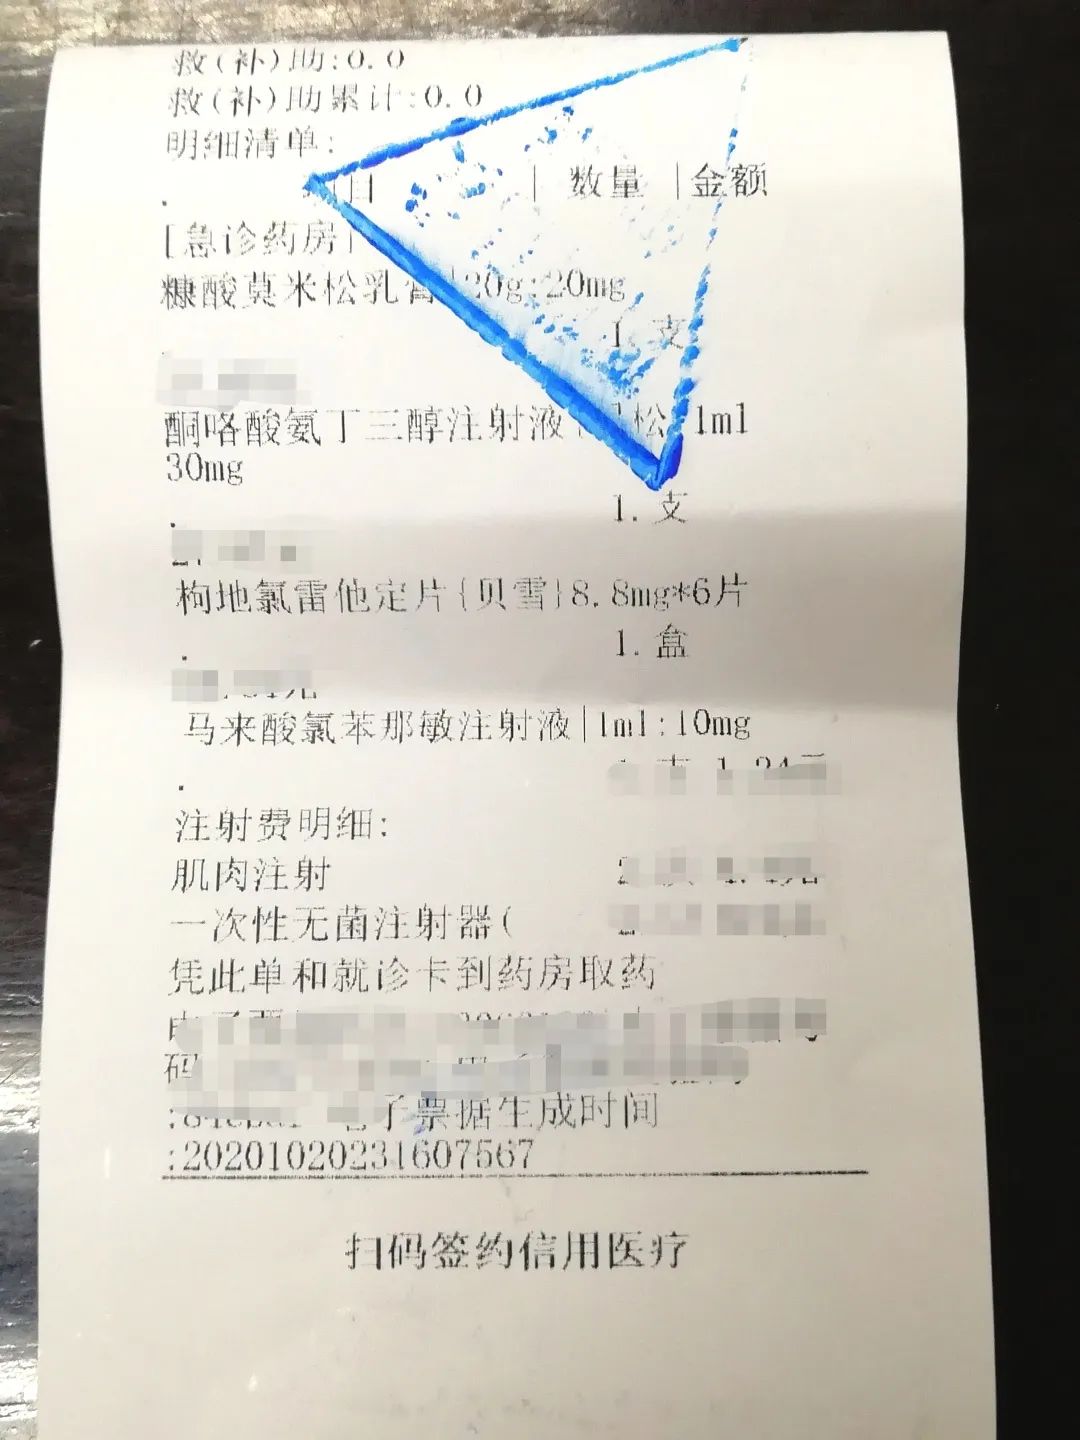 救(补)助:0.0
救(补)助累计:0.0
明细清单:
. 目 | 数量 |金额
[急诊药房]
糠酸莫米松乳膏 20g:20mg
1. 支
.
酮咯酸氨丁三醇注射液 松 1ml
30mg
1. 支
.
枸地氯雷他定片{贝雪}8.8mg*6片
1. 盒
.
马来酸氯苯那敏注射液|1ml:10mg
.
注射费明细:
肌肉注射
一次性无菌注射器(
凭此单和就诊卡到药房取药
码
子票据生成时间
:20201020231607567
扫码签约信用医疗